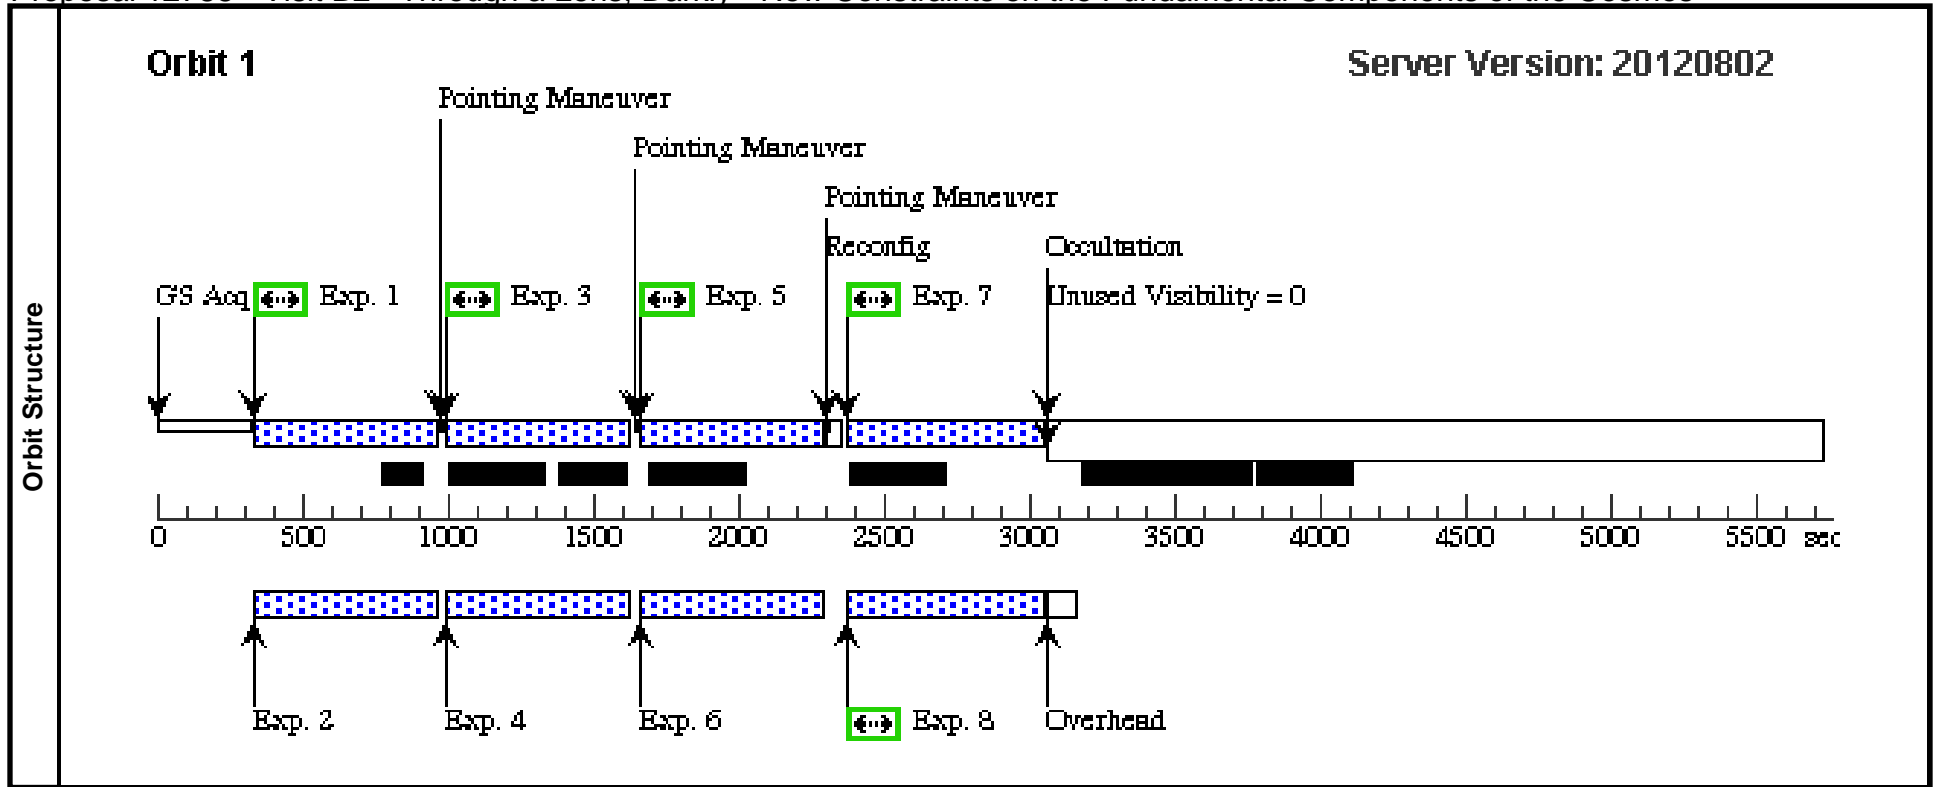 Orbit 1
Server Version: 20120802
Pointing Maneuver
Pointing Maneuver
Pointing Maneuver
Reconfig
Occultation
GS Acq
Exp. 1
Exp. 3
Exp. 5
Exp. 7
Unused Visibility = 0
Orbit Structure
0 500 1000 1500 2000 2500 3000 3500 4000 4500 5000 5500 sec
Exp. 2
Exp. 4
Exp. 6
Exp. 8
Overhead